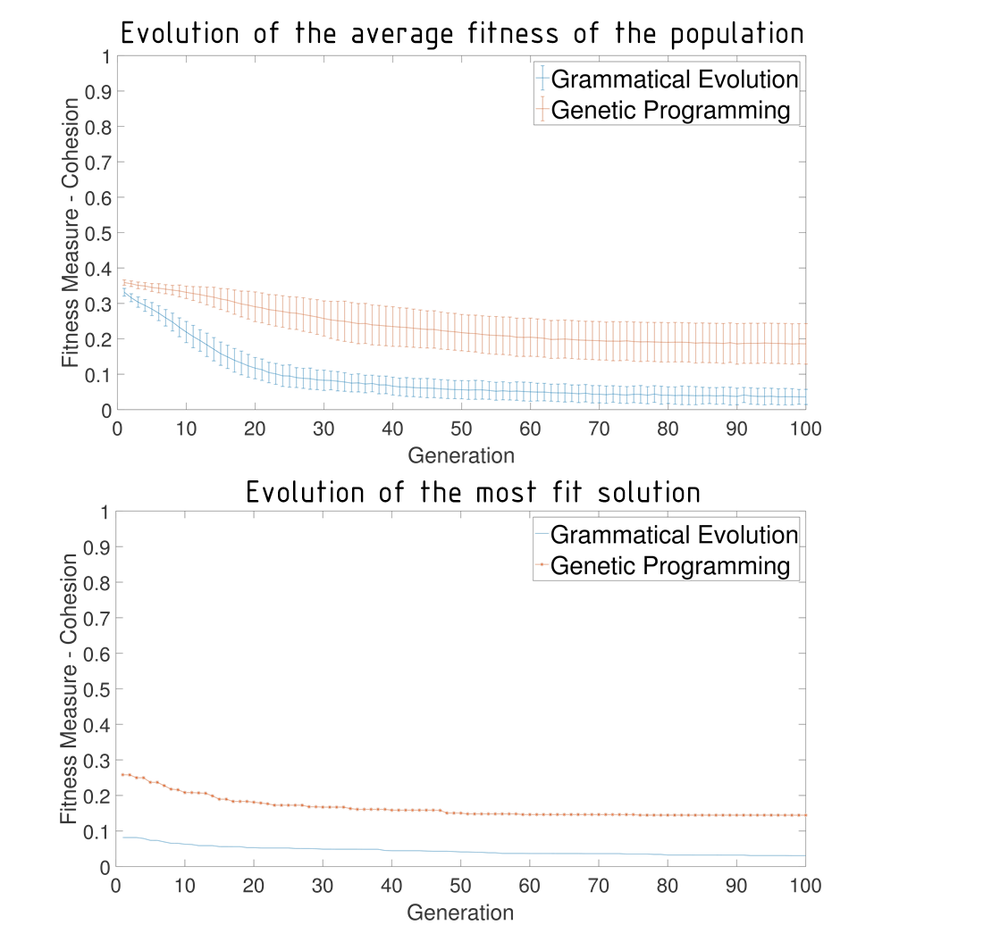 Evolution of the average fitness of the population
1
0.9
0.8
0.7
0.6
0.5
0.4
0.3
0.2
0.1
0
Fitness Measure - Cohesion
Grammatical Evolution
Genetic Programming
0 10 20 30 40 50 60 70 80 90 100
Generation
Evolution of the most fit solution
1
0.9
0.8
0.7
0.6
0.5
0.4
0.3
0.2
0.1
0
Fitness Measure - Cohesion
Grammatical Evolution
Genetic Programming
0 10 20 30 40 50 60 70 80 90 100
Generation